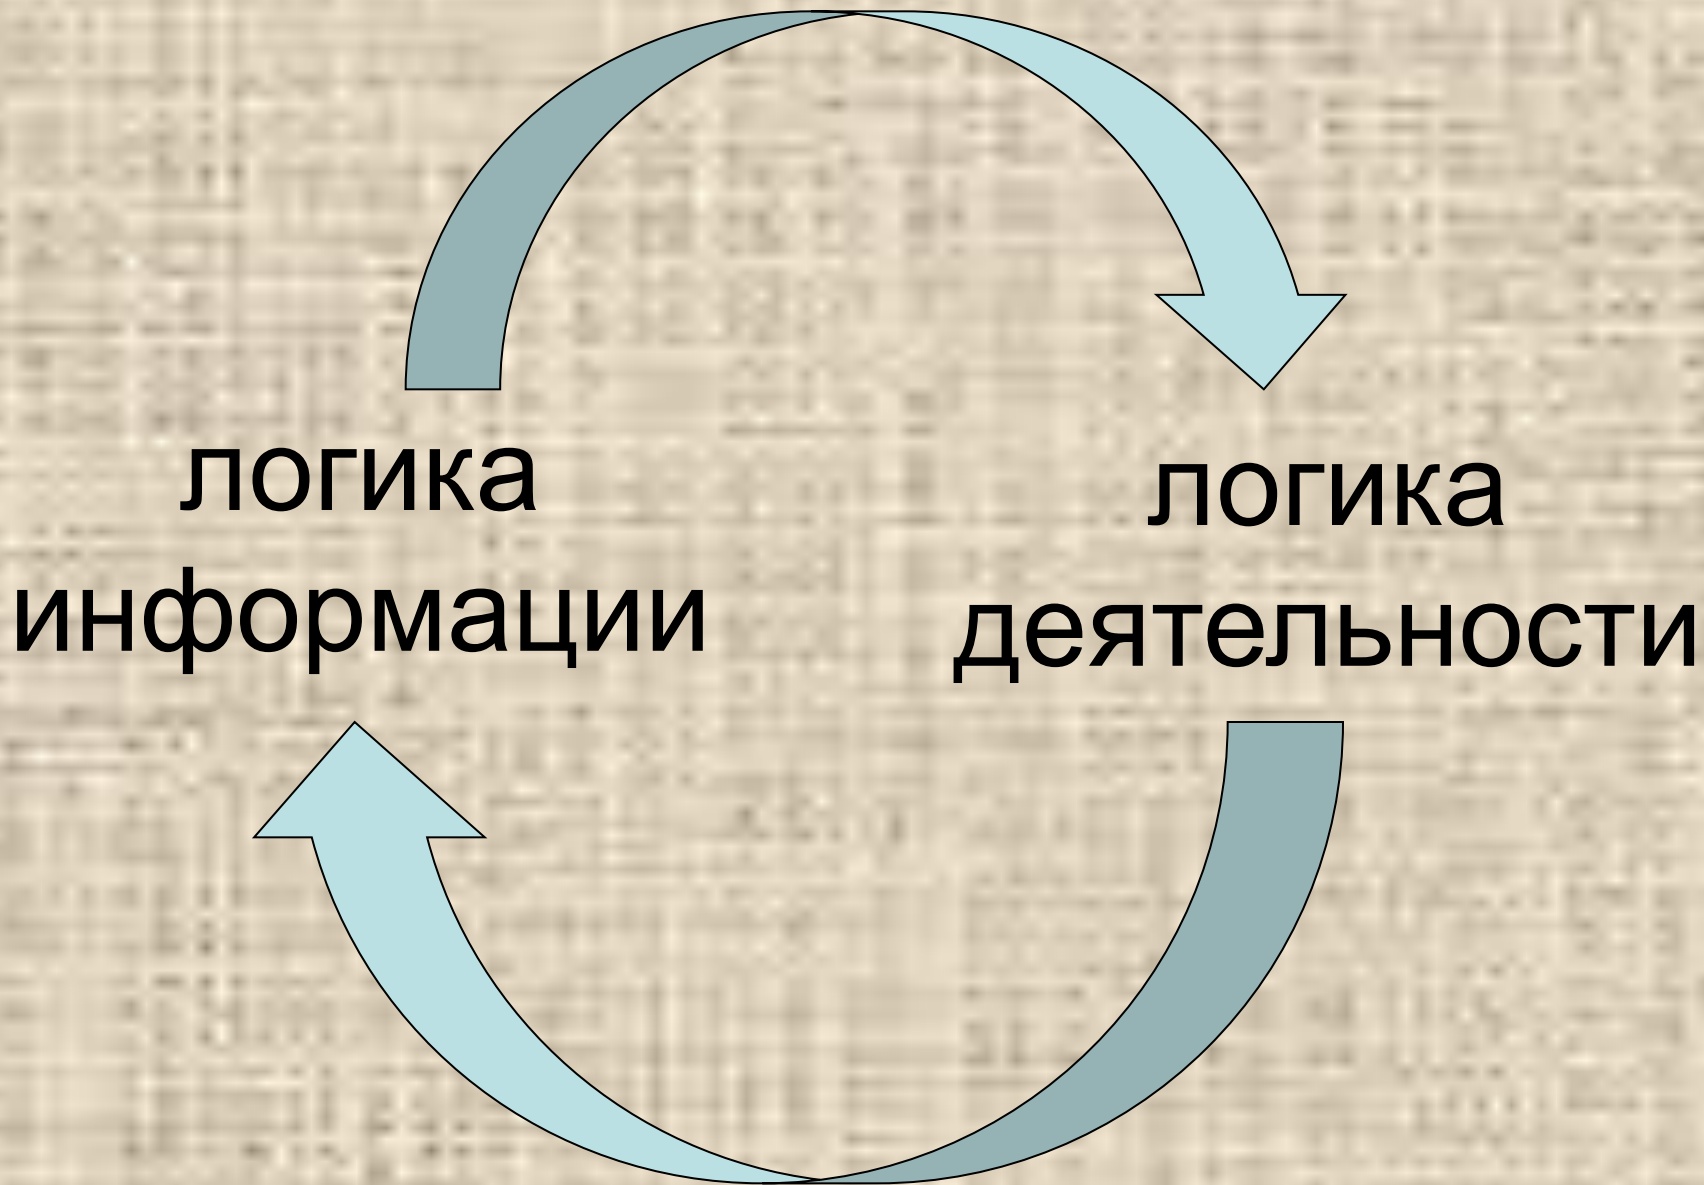 логика
информации
логика
деятельности